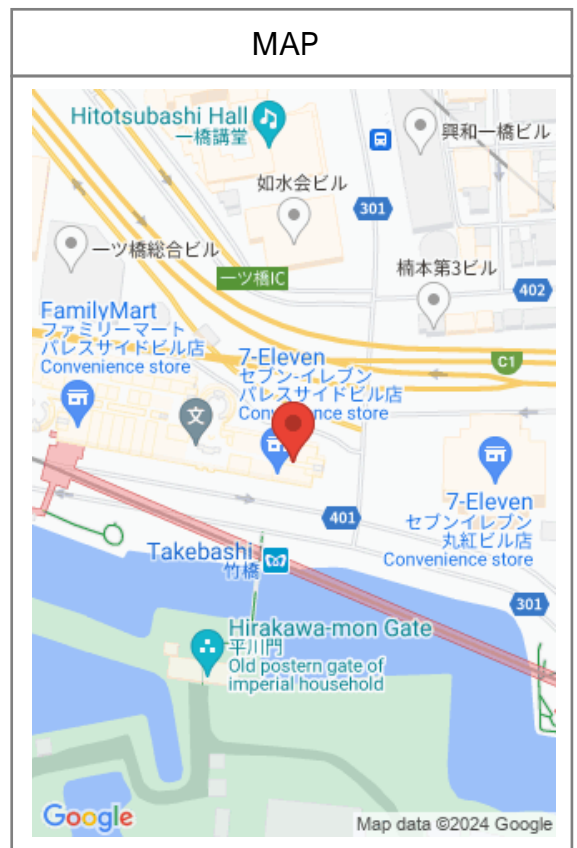 MAP
Hitotsubashi Hall
一橋講堂
興和一橋ビル
如水会ビル
301
一ツ橋総合ビル
一ツ橋IC
楠本第3ビル
402
FamilyMart
ファミリーマート
パレスサイドビル店
Convenience store
7-Eleven
セブン-イレブン
パレスサイドビル店
Convenience store
C1
文
7-Eleven
セブンイレブン
丸紅ビル店
Convenience store
401
Takebashi
竹橋
301
Hirakawa-mon Gate
平川門
Old postern gate of
imperial household
Google
Map data ©2024 Google